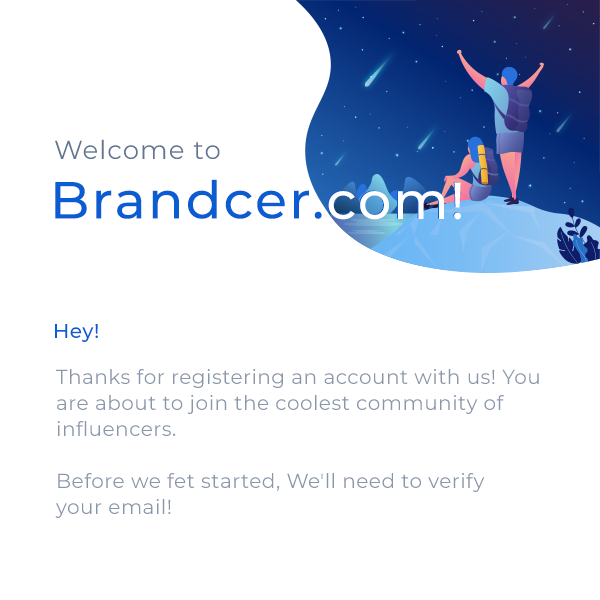 Welcome to
Brandcer.com!
Hey!
Thanks for registering an account with us! You
are about to join the coolest community of
influencers.
Before we fet started, We'll need to verify
your email!